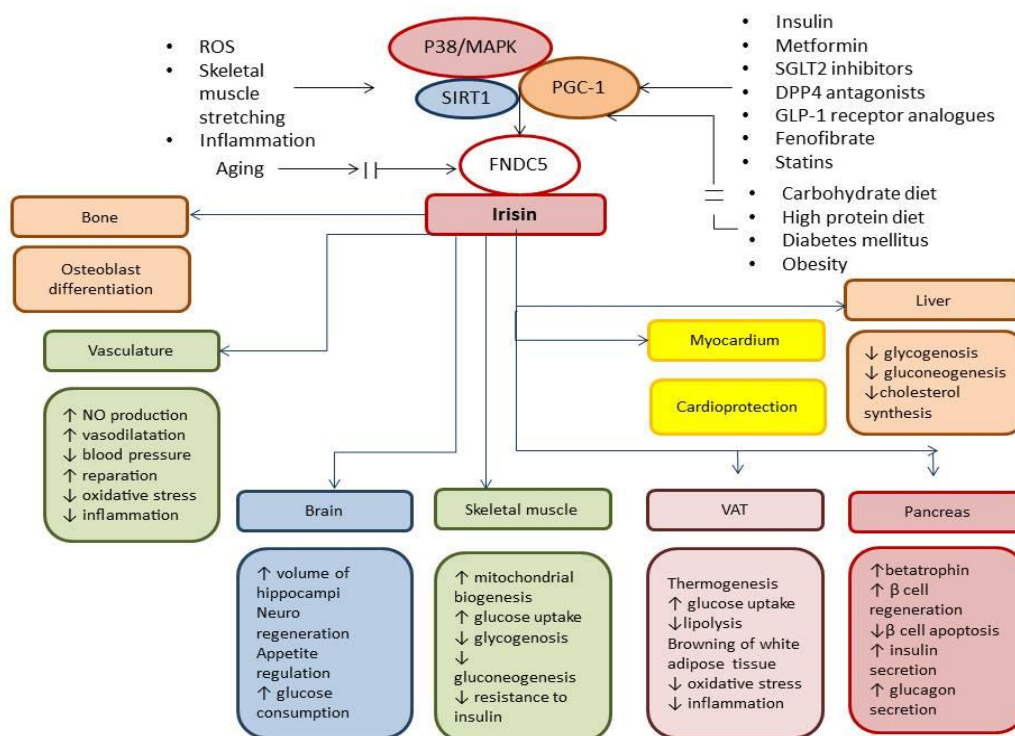 • ROS
• Skeletal
muscle
stretching
• Inflammation
Aging
P38/MAPK
SIRT1
PGC-1
FNDC5
Irisin
• Insulin
• Metformin
• SGLT2 inhibitors
• DPP4 antagonists
• GLP-1 receptor analogues
• Fenofibrate
• Statins
• Carbohydrate diet
• High protein diet
• Diabetes mellitus
• Obesity
Bone
Osteoblast
differentiation
Vasculature
↑ NO production
↑ vasodilatation
↓ blood pressure
↑ reparation
↓ oxidative stress
↓ inflammation
Myocardium
Cardioprotection
Liver
↓ glycogenosis
↓ gluconeogenesis
↓cholesterol
synthesis
Brain
↑ volume of
hippocampi
Neuro
regeneration
Appetite
regulation
↑ glucose
consumption
Skeletal muscle
↑ mitochondrial
biogenesis
↑ glucose uptake
↓ glycogenosis
↓
gluconeogenesis
↓ resistance to
insulin
VAT
Thermogenesis
↑ glucose uptake
↓lipolysis
Browning of white
adipose tissue
↓ oxidative stress
↓ inflammation
Pancreas
↑betatrophin
↑ β cell
regeneration
↓β cell apoptosis
↑ insulin
secretion
↑ glucagon
secretion